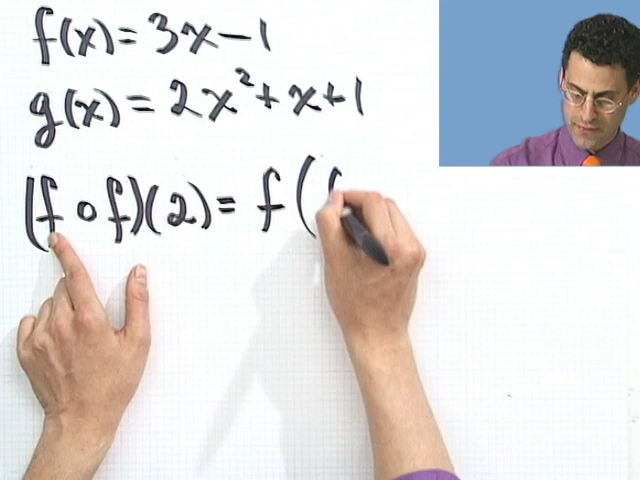 f(x) = 3x - 1
g(x) = 2x² + x + 1
(f ∘ f)(2) = f(f